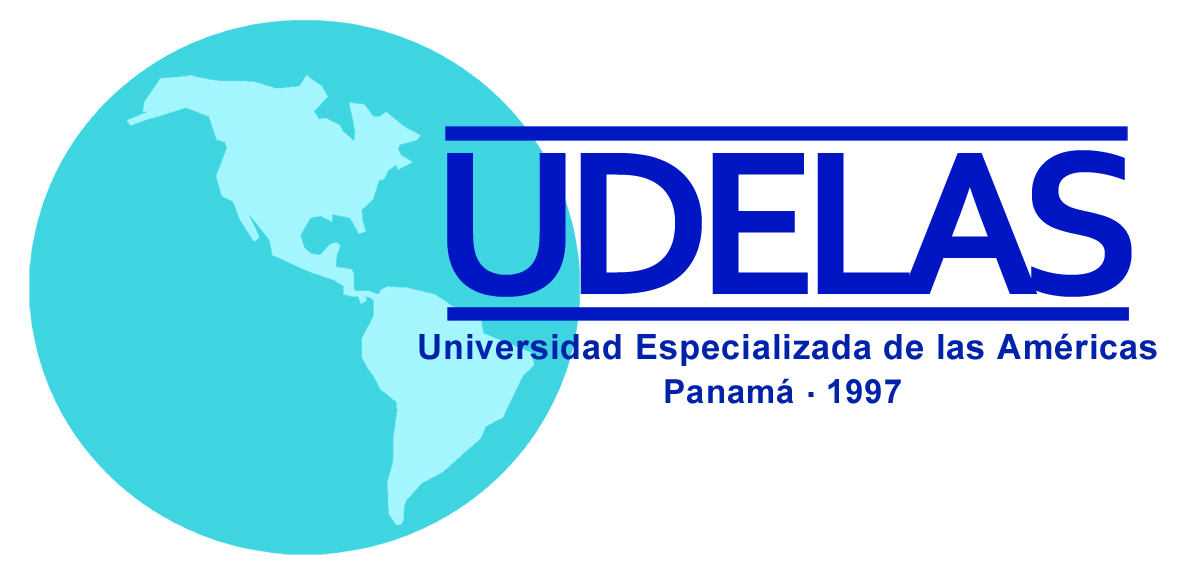 UDELAS
Universidad Especializada de las Américas
Panamá · 1997